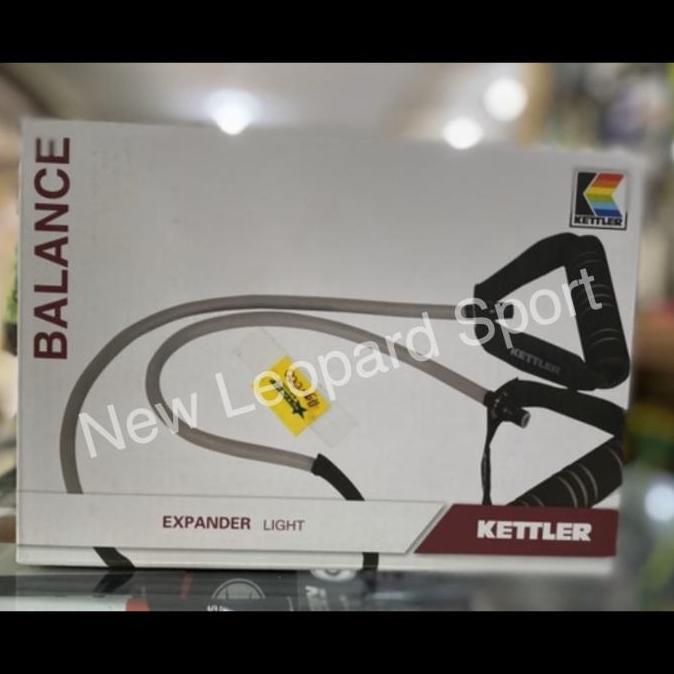 BALANCE
KETTLER
KETTLER
New Leopard Sport
EXPANDER LIGHT
KETTLER